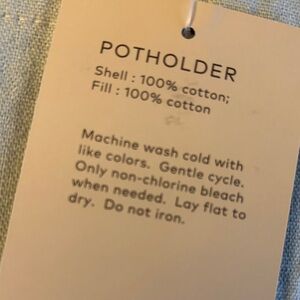 POTHOLDER
Shell : 100% cotton;
Fill : 100% cotton
Machine wash cold with
like colors. Gentle cycle.
Only non-chlorine bleach
when needed. Lay flat to
dry. Do not iron.